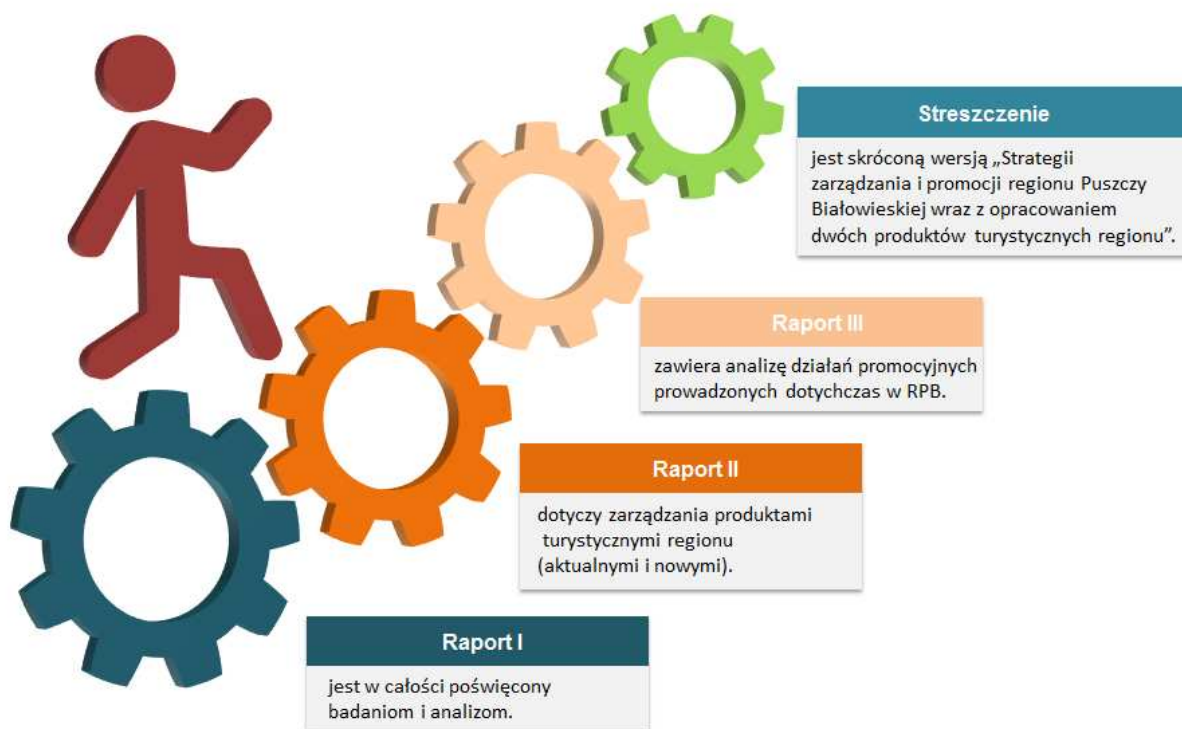 Streszczenie
jest skróconą wersją „Strategii
zarządzania i promocji regionu Puszczy
Białowieskiej wraz z opracowaniem
dwóch produktów turystycznych regionu”.
Raport III
zawiera analizę działań promocyjnych
prowadzonych dotychczas w RPB.
Raport II
dotyczy zarządzania produktami
turystycznymi regionu
(aktualnymi i nowymi).
Raport I
jest w całości poświęcony
badaniom i analizom.